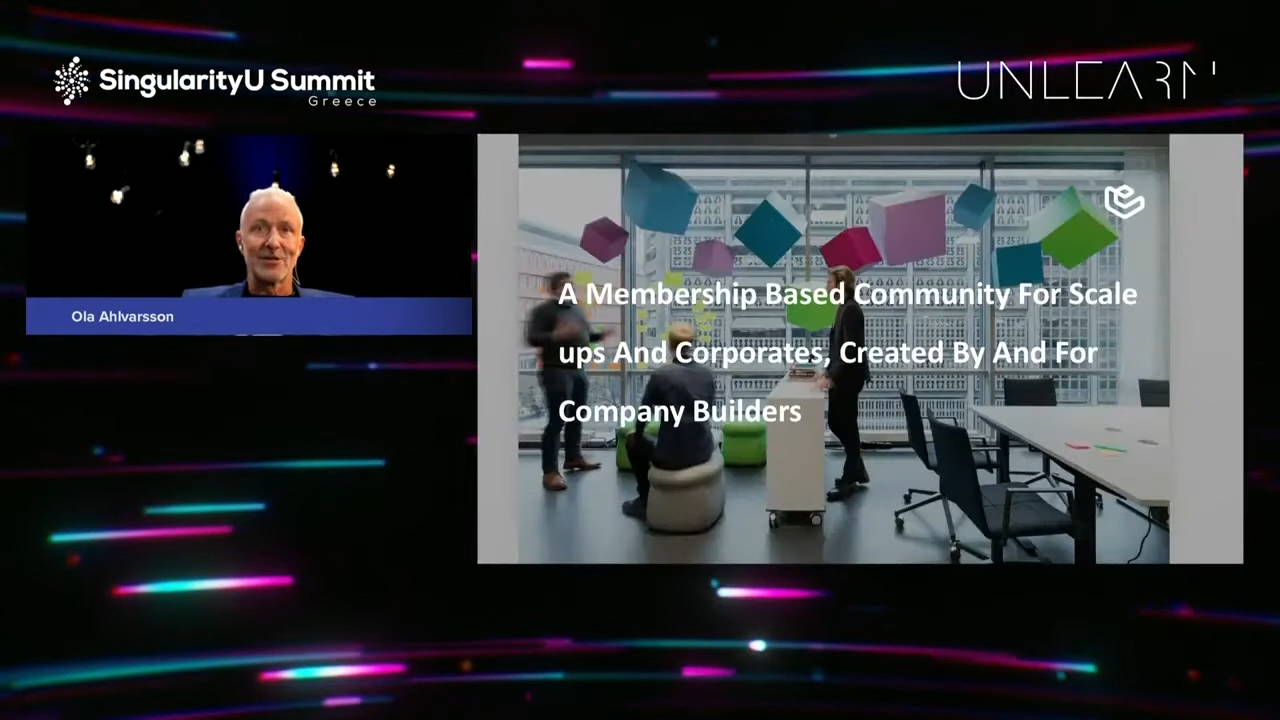 SingularityU Summit
Greece
UNLEARN
Ola Ahlvarsson
A Membership Based Community For Scale
ups And Corporates, Created By And For
Company Builders